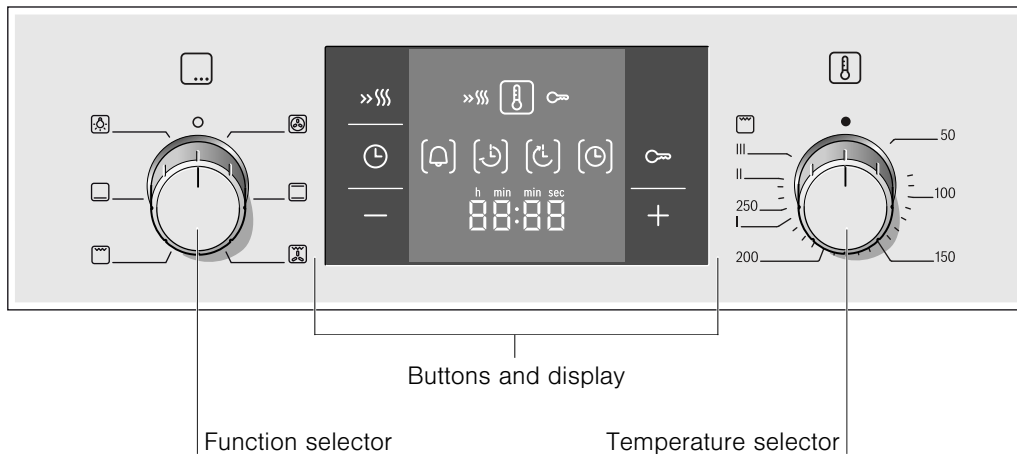 h min min sec
88:88
50
100
150
200
250
I
II
III
Buttons and display
Function selector
Temperature selector